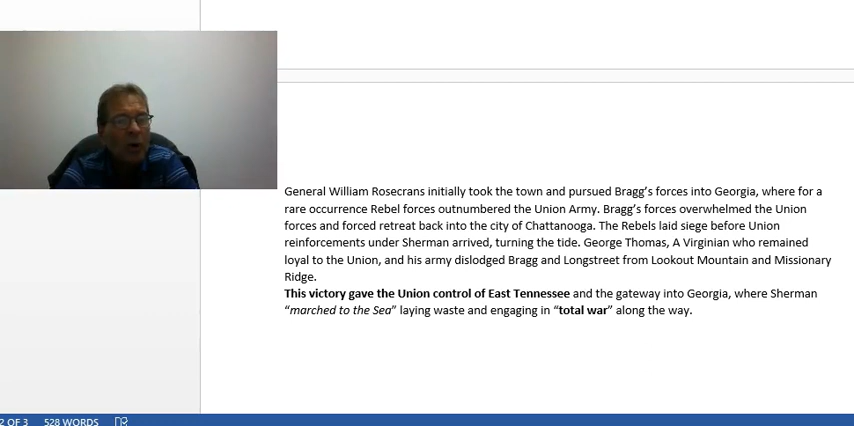 General William Rosecrans initially took the town and pursued Bragg’s forces into Georgia, where for a
rare occurrence Rebel forces outnumbered the Union Army. Bragg’s forces overwhelmed the Union
forces and forced retreat back into the city of Chattanooga. The Rebels laid siege before Union
reinforcements under Sherman arrived, turning the tide. George Thomas, A Virginian who remained
loyal to the Union, and his army dislodged Bragg and Longstreet from Lookout Mountain and Missionary
Ridge.
This victory gave the Union control of East Tennessee and the gateway into Georgia, where Sherman
“marched to the Sea” laying waste and engaging in “total war” along the way.
2 OF 3 528 WORDS